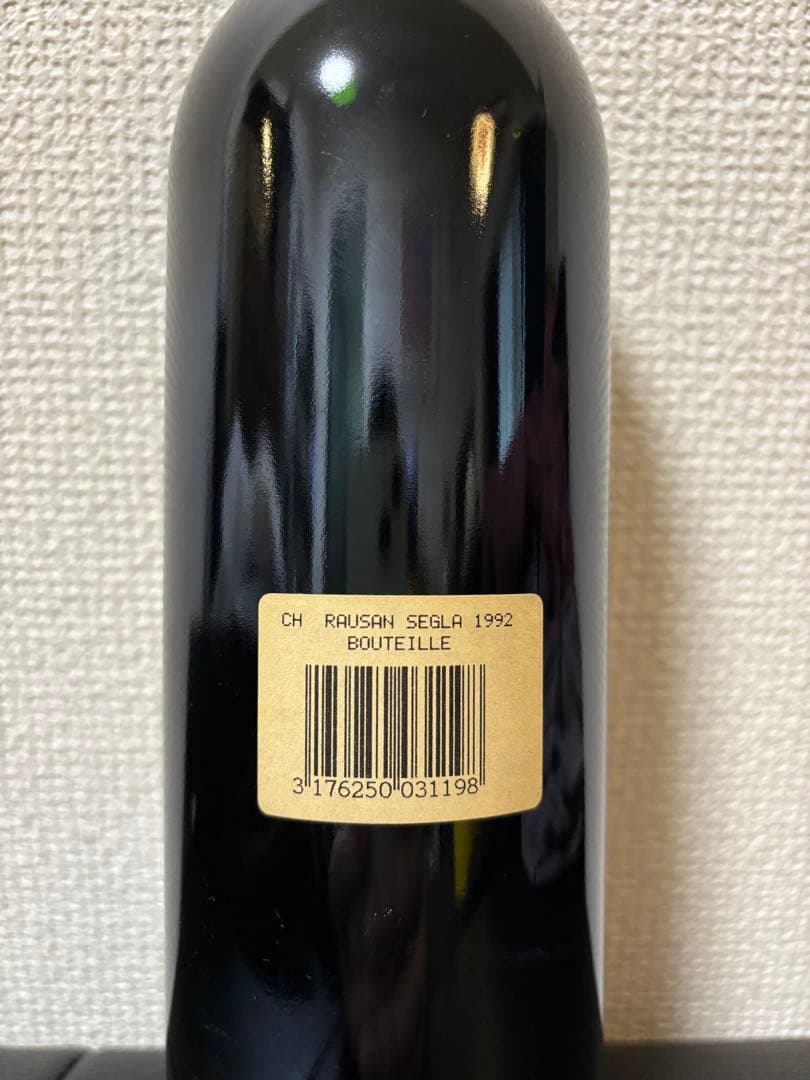 CH RAUSAN SEGLA 1992
BOUTEILLE
3 176250 031198